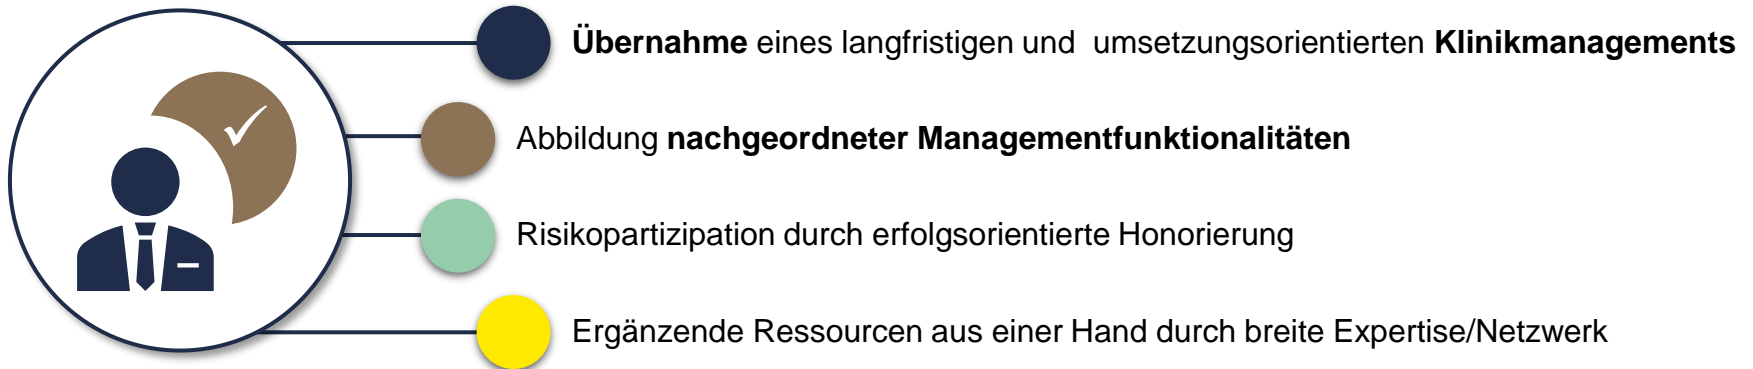 Übernahme eines langfristigen und umsetzungsorientierten Klinikmanagements
Abbildung nachgeordneter Managementfunktionalitäten
Risikopartizipation durch erfolgsorientierte Honorierung
Ergänzende Ressourcen aus einer Hand durch breite Expertise/Netzwerk